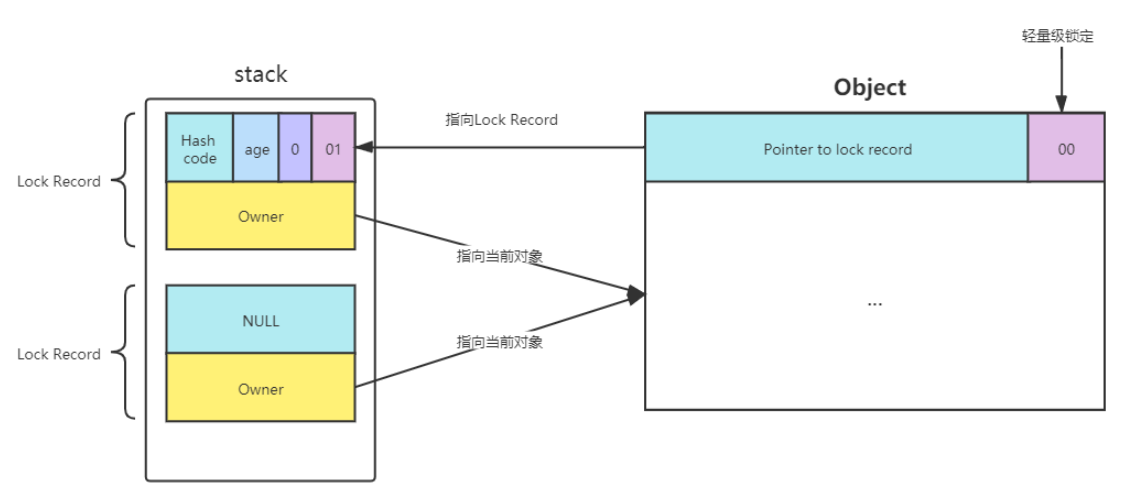 轻量级锁定
stack
Object
Hash
code
age
0
01
指向Lock Record
Pointer to lock record
00
Lock Record
Owner
指向当前对象
...
NULL
指向当前对象
Lock Record
Owner